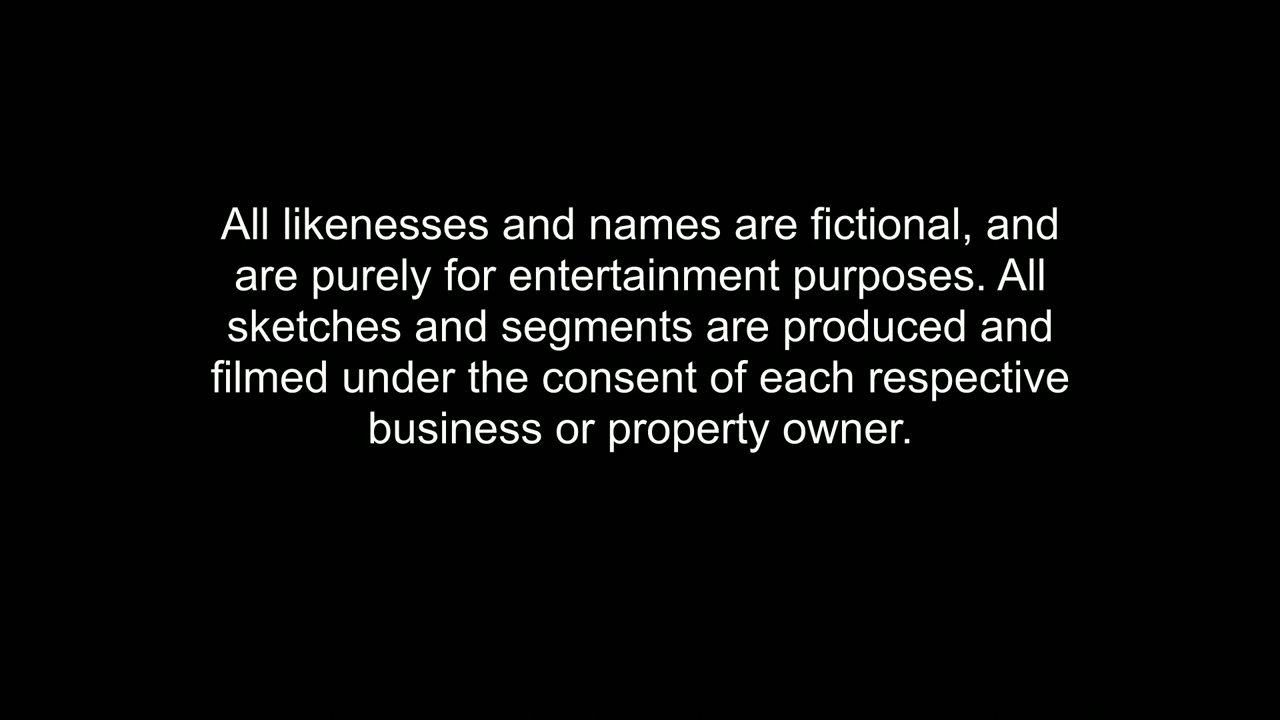 All likenesses and names are fictional, and
are purely for entertainment purposes. All
sketches and segments are produced and
filmed under the consent of each respective
business or property owner.